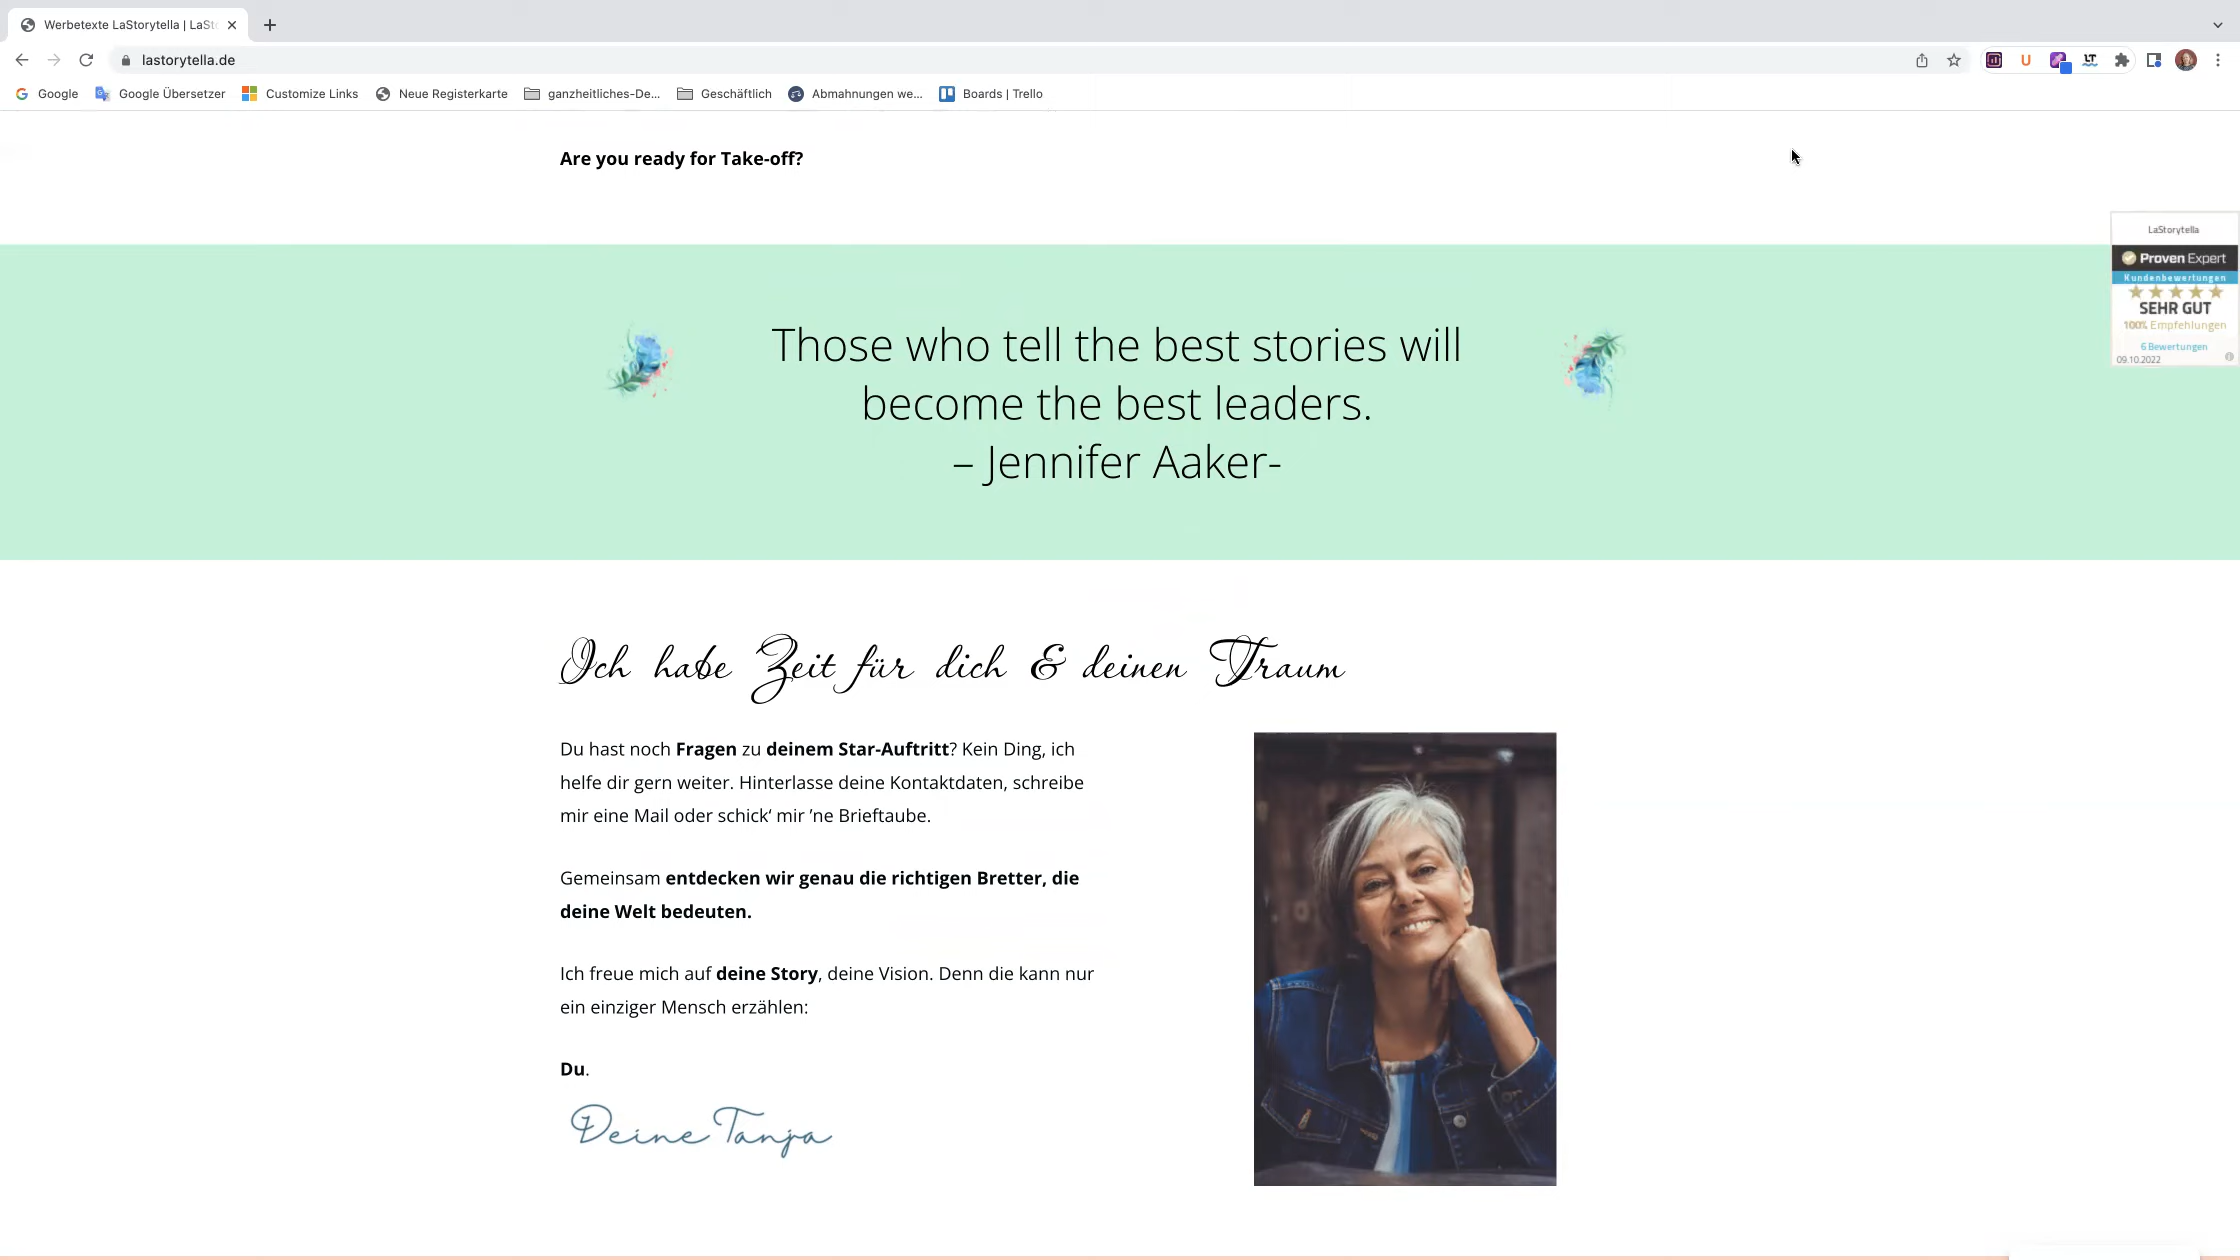 Werbetexte LaStorytella | LaSt
lastorytella.de
Google
Google Übersetzer
Customize Links
Neue Registerkarte
ganzheitliches-De...
Geschäftlich
Abmahnungen we...
Boards | Trello
Are you ready for Take-off?
LaStorytella
Proven Expert
Kundenbewertungen
SEHR GUT
100% Empfehlungen
6 Bewertungen
09.10.2022
Those who tell the best stories will
become the best leaders.
– Jennifer Aaker-
Ich habe Zeit für dich & deinen Traum
Du hast noch Fragen zu deinem Star-Auftritt? Kein Ding, ich
helfe dir gern weiter. Hinterlasse deine Kontaktdaten, schreibe
mir eine Mail oder schick‘ mir ’ne Brieftaube.
Gemeinsam entdecken wir genau die richtigen Bretter, die
deine Welt bedeuten.
Ich freue mich auf deine Story, deine Vision. Denn die kann nur
ein einziger Mensch erzählen:
Du.
Deine Tanja